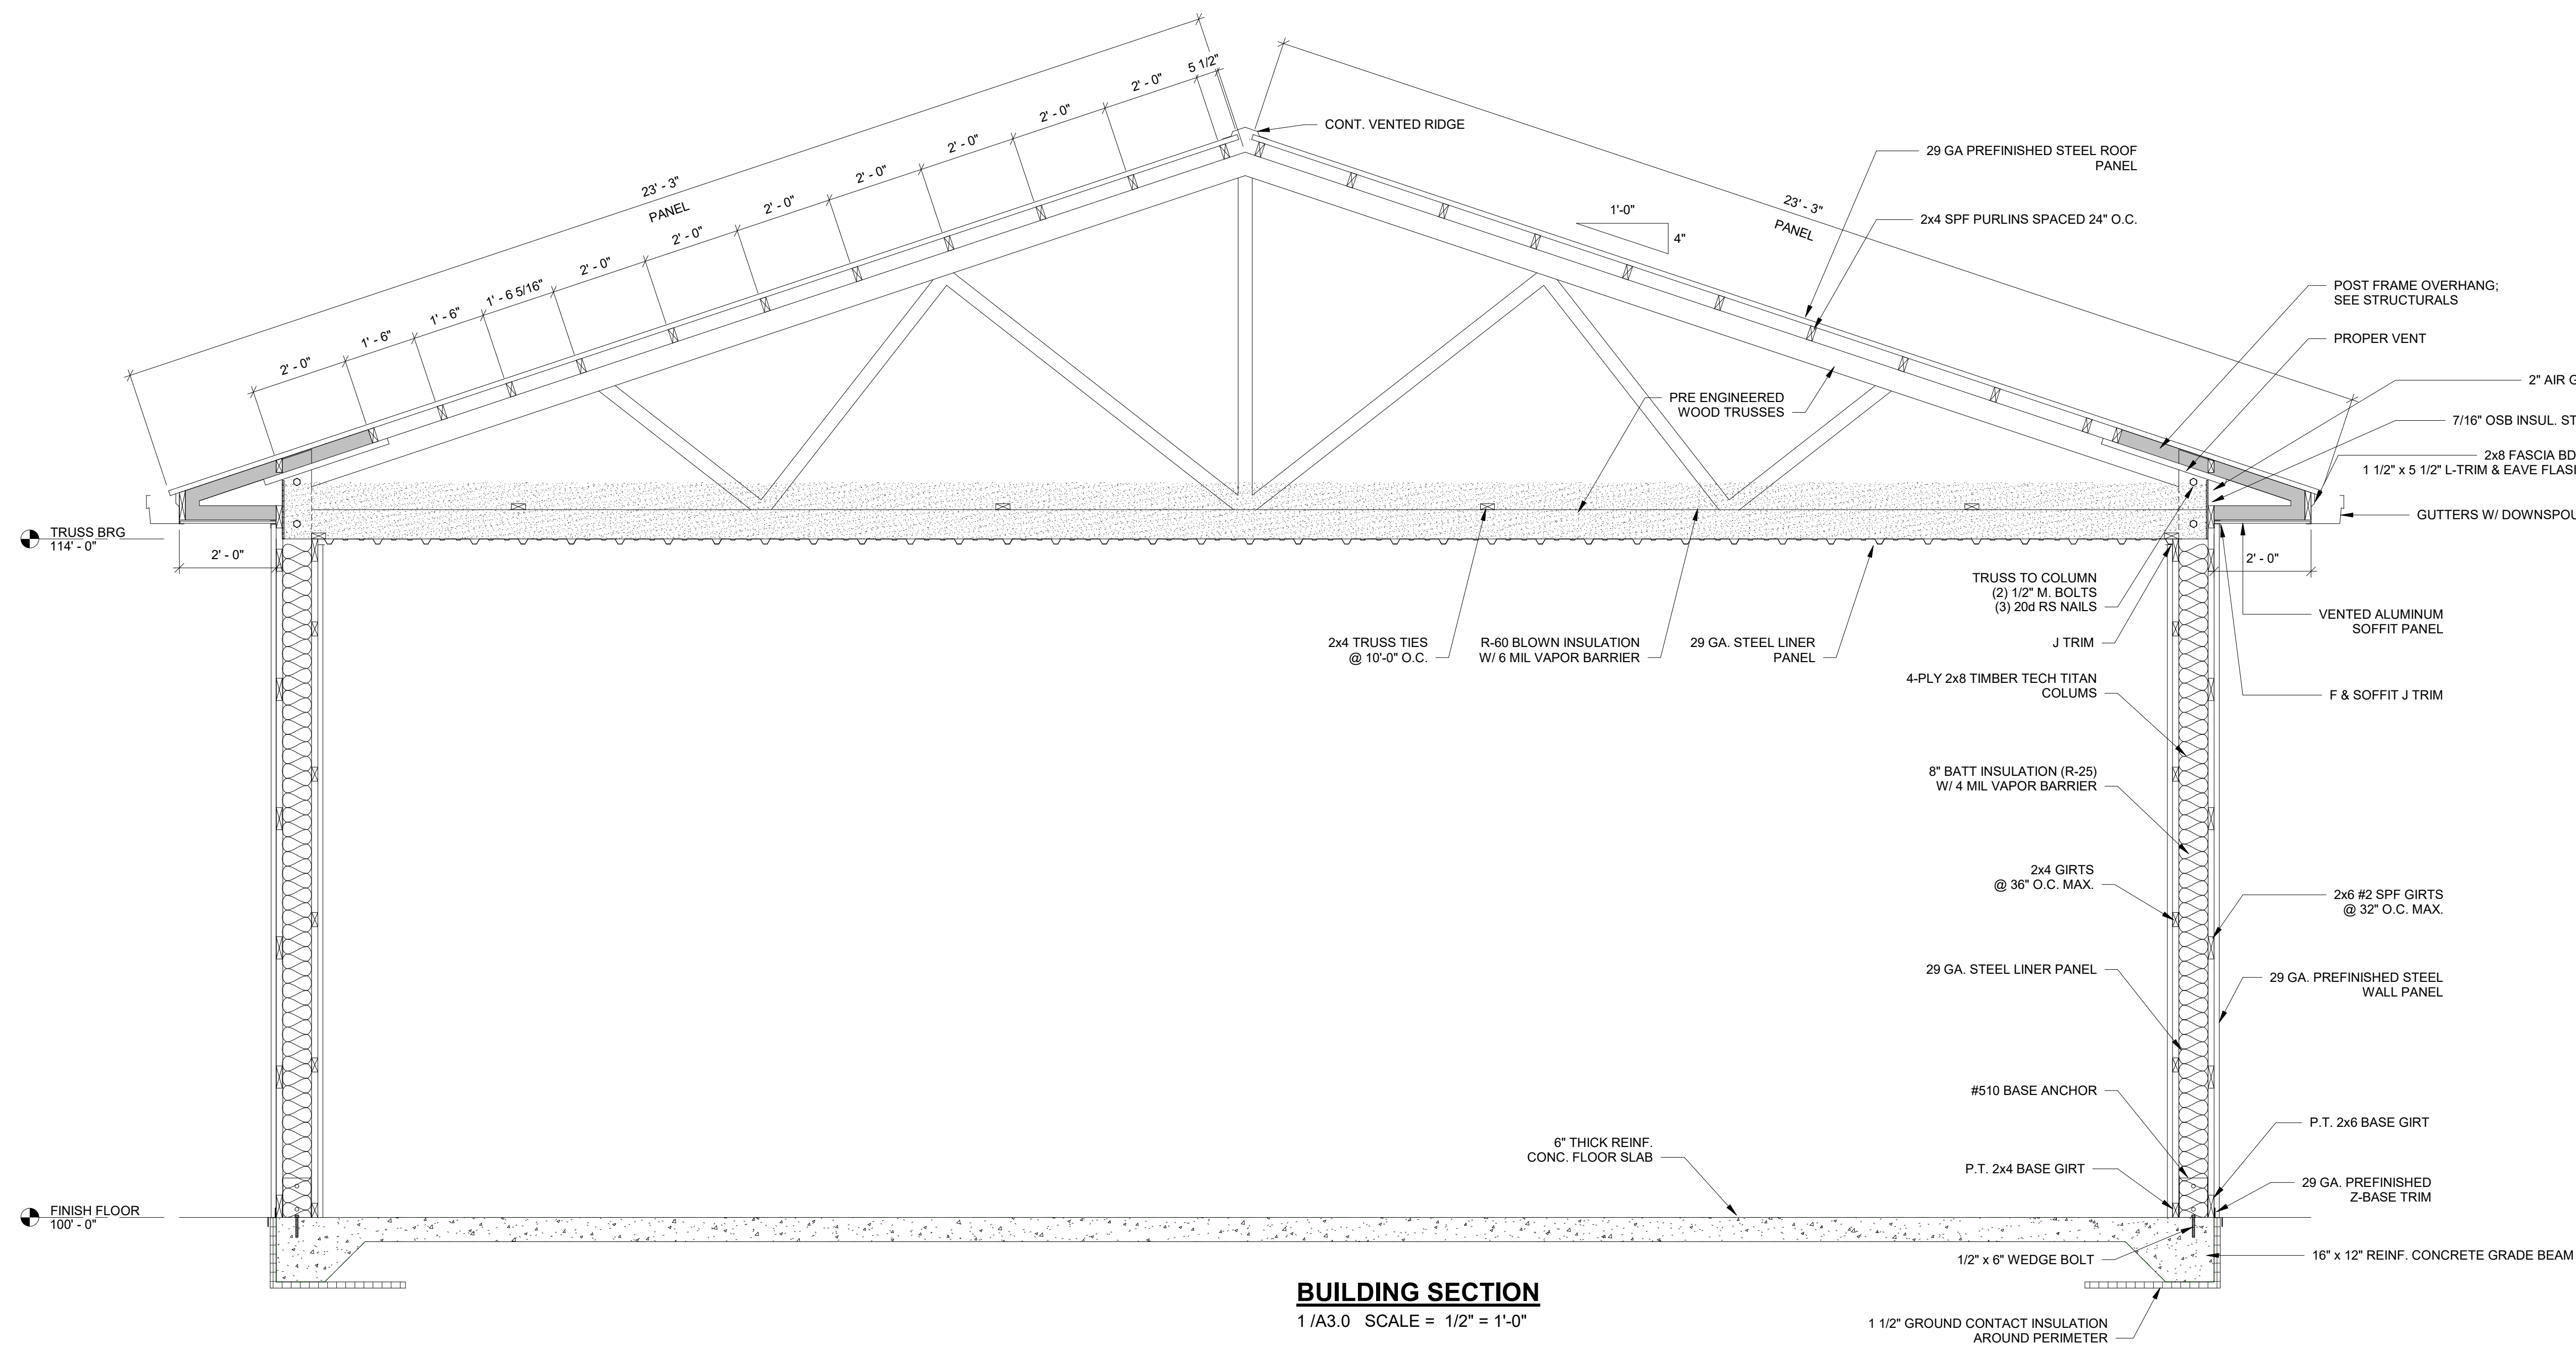 5 1/2"
2' - 0"
2' - 0"
2' - 0"
2' - 0"
2' - 0"
2' - 0"
2' - 0"
1' - 6 5/16"
1' - 6"
1' - 6"
2' - 0"
23' - 3"
PANEL
CONT. VENTED RIDGE
29 GA PREFINISHED STEEL ROOF
PANEL
23' - 3"
PANEL
1'-0"
4"
2x4 SPF PURLINS SPACED 24" O.C.
POST FRAME OVERHANG;
SEE STRUCTURALS
PROPER VENT
2" AIR
7/16" OSB INSUL.
2x8 FASCIA
1 1/2" x 5 1/2" L-TRIM & EAVE
PRE ENGINEERED
WOOD TRUSSES
GUTTERS W/
TRUSS BRG
114' - 0"
2' - 0"
2' - 0"
TRUSS TO COLUMN
(2) 1/2" M. BOLTS
(3) 20d RS NAILS
VENTED ALUMINUM
SOFFIT PANEL
2x4 TRUSS TIES
@ 10'-0" O.C.
R-60 BLOWN INSULATION
W/ 6 MIL VAPOR BARRIER
29 GA. STEEL LINER
PANEL
J TRIM
4-PLY 2x8 TIMBER TECH TITAN
COLUMS
F & SOFFIT J TRIM
8" BATT INSULATION (R-25)
W/ 4 MIL VAPOR BARRIER
2x4 GIRTS
@ 36" O.C. MAX.
2x6 #2 SPF GIRTS
@ 32" O.C. MAX.
29 GA. STEEL LINER PANEL
29 GA. PREFINISHED STEEL
WALL PANEL
#510 BASE ANCHOR
P.T. 2x6 BASE GIRT
6" THICK REINF.
CONC. FLOOR SLAB
P.T. 2x4 BASE GIRT
29 GA. PREFINISHED
Z-BASE TRIM
FINISH FLOOR
100' - 0"
1/2" x 6" WEDGE BOLT
16" x 12" REINF. CONCRETE GRADE BEAM
BUILDING SECTION
1 /A3.0 SCALE = 1/2" = 1'-0"
1 1/2" GROUND CONTACT INSULATION
AROUND PERIMETER